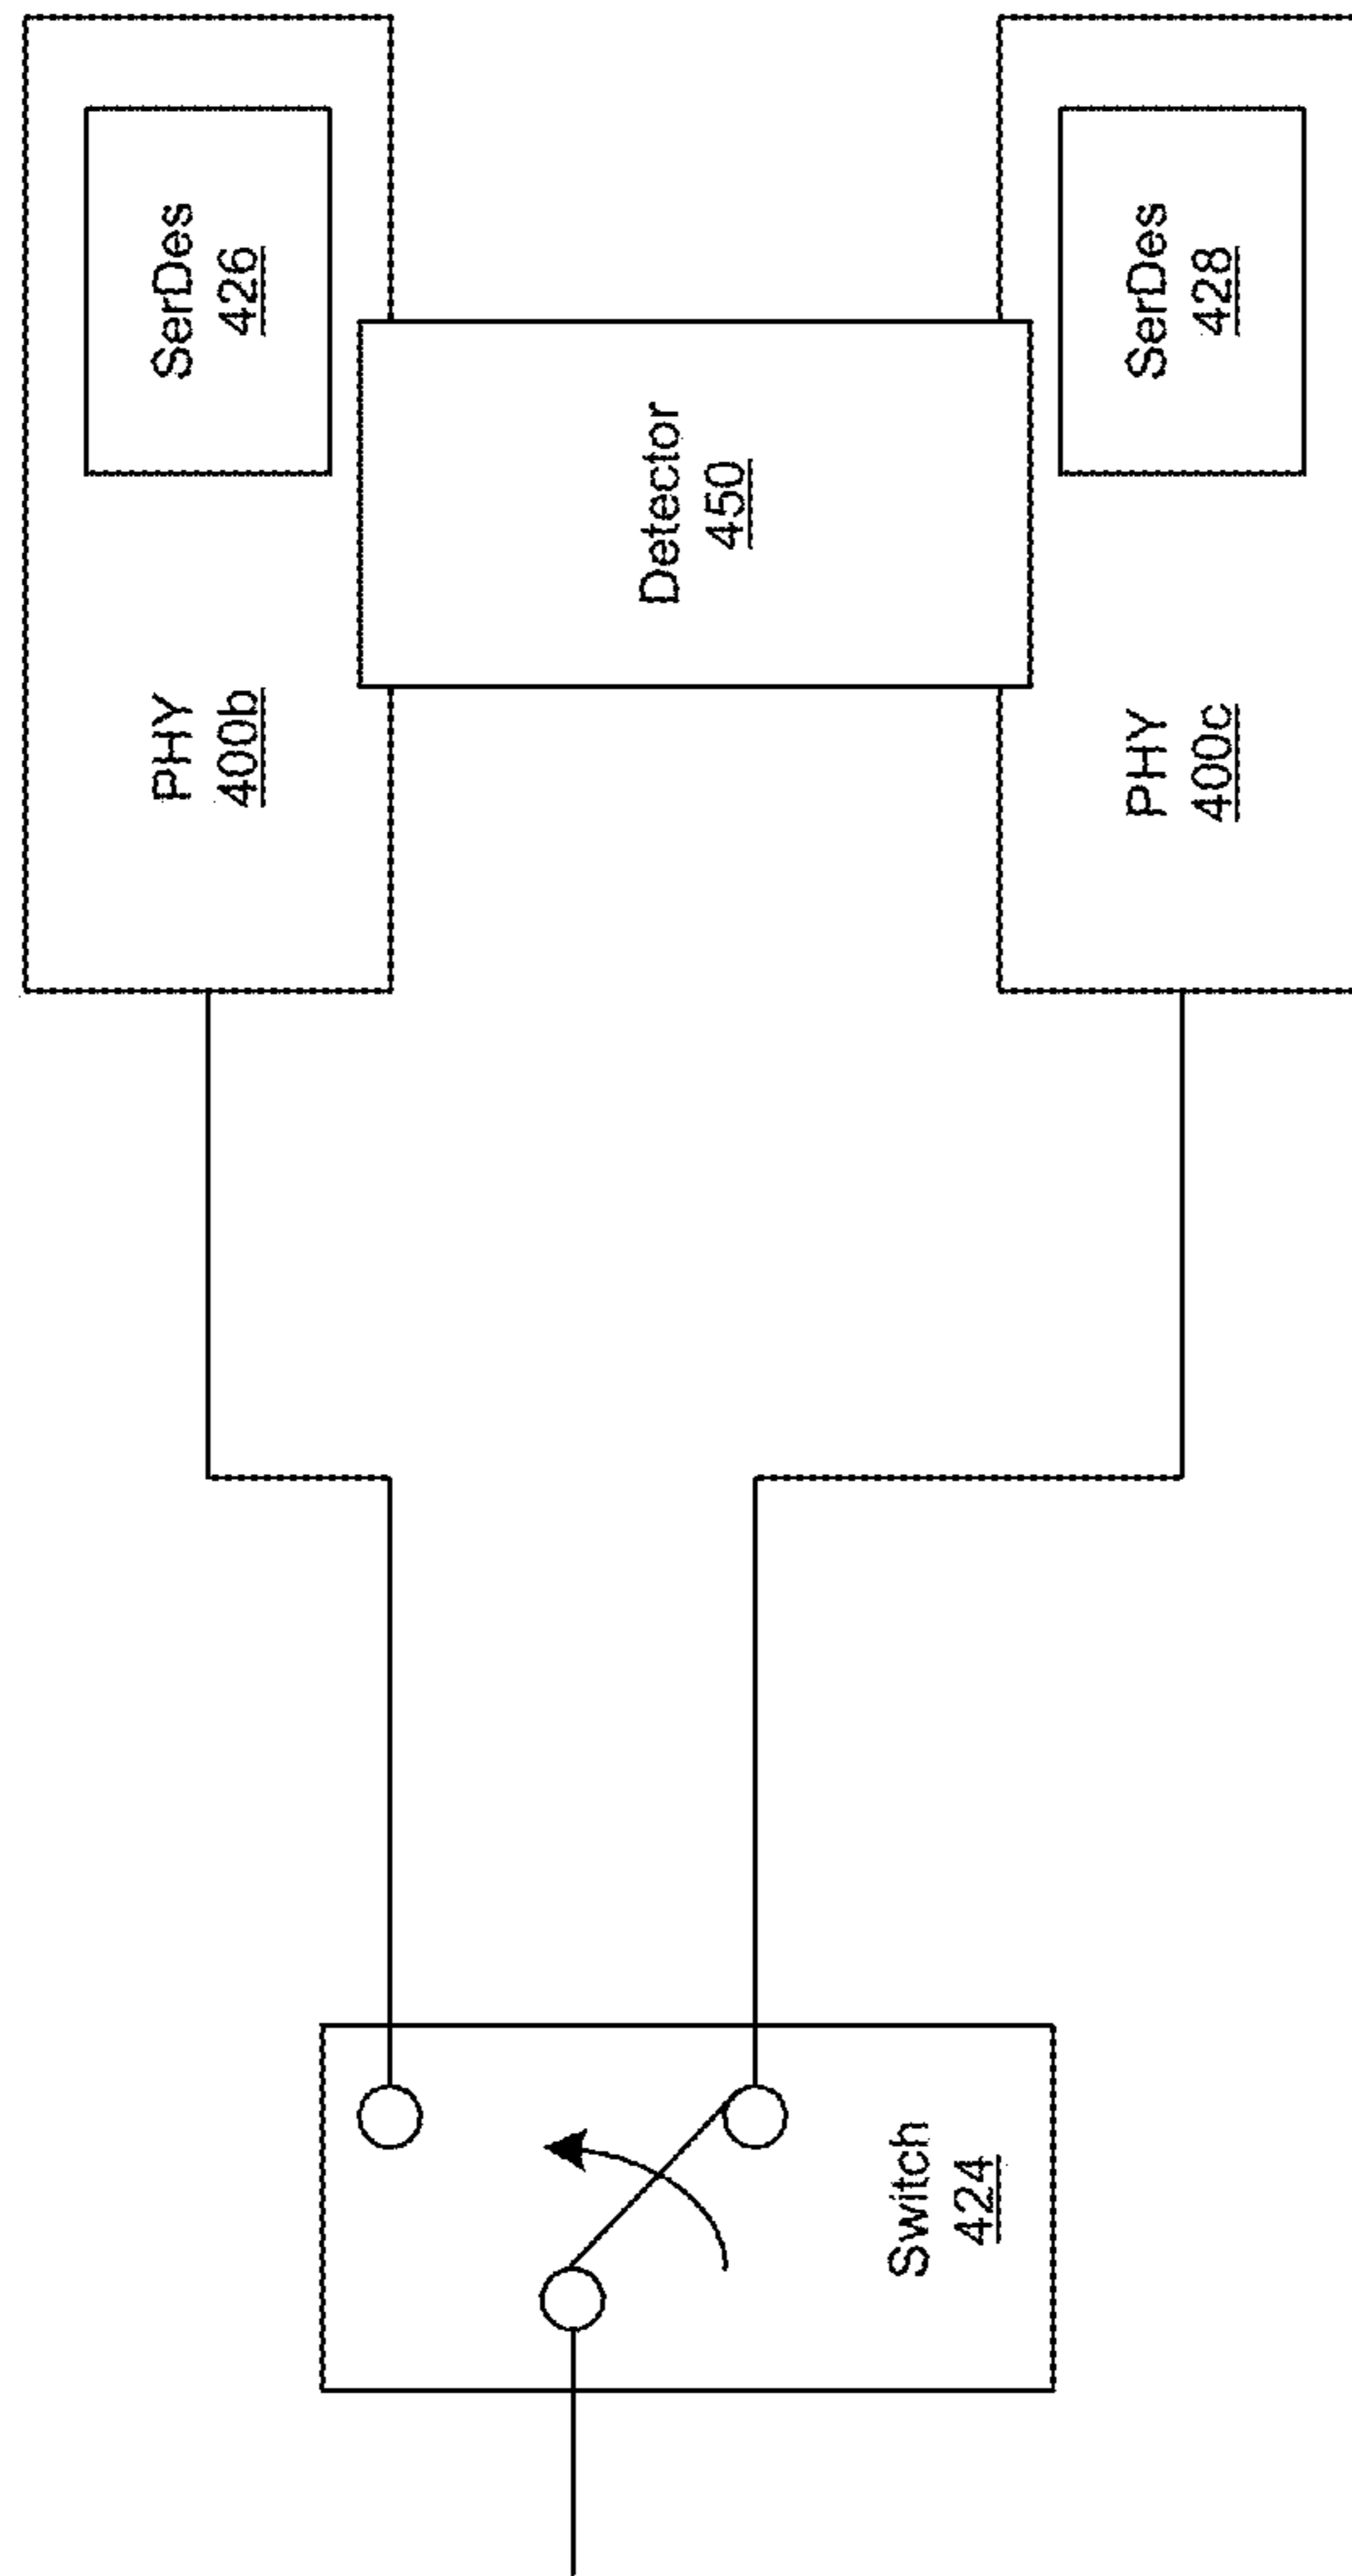 PHY
400b
SerDes
426
Detector
450
Switch
424
PHY
400c
SerDes
428